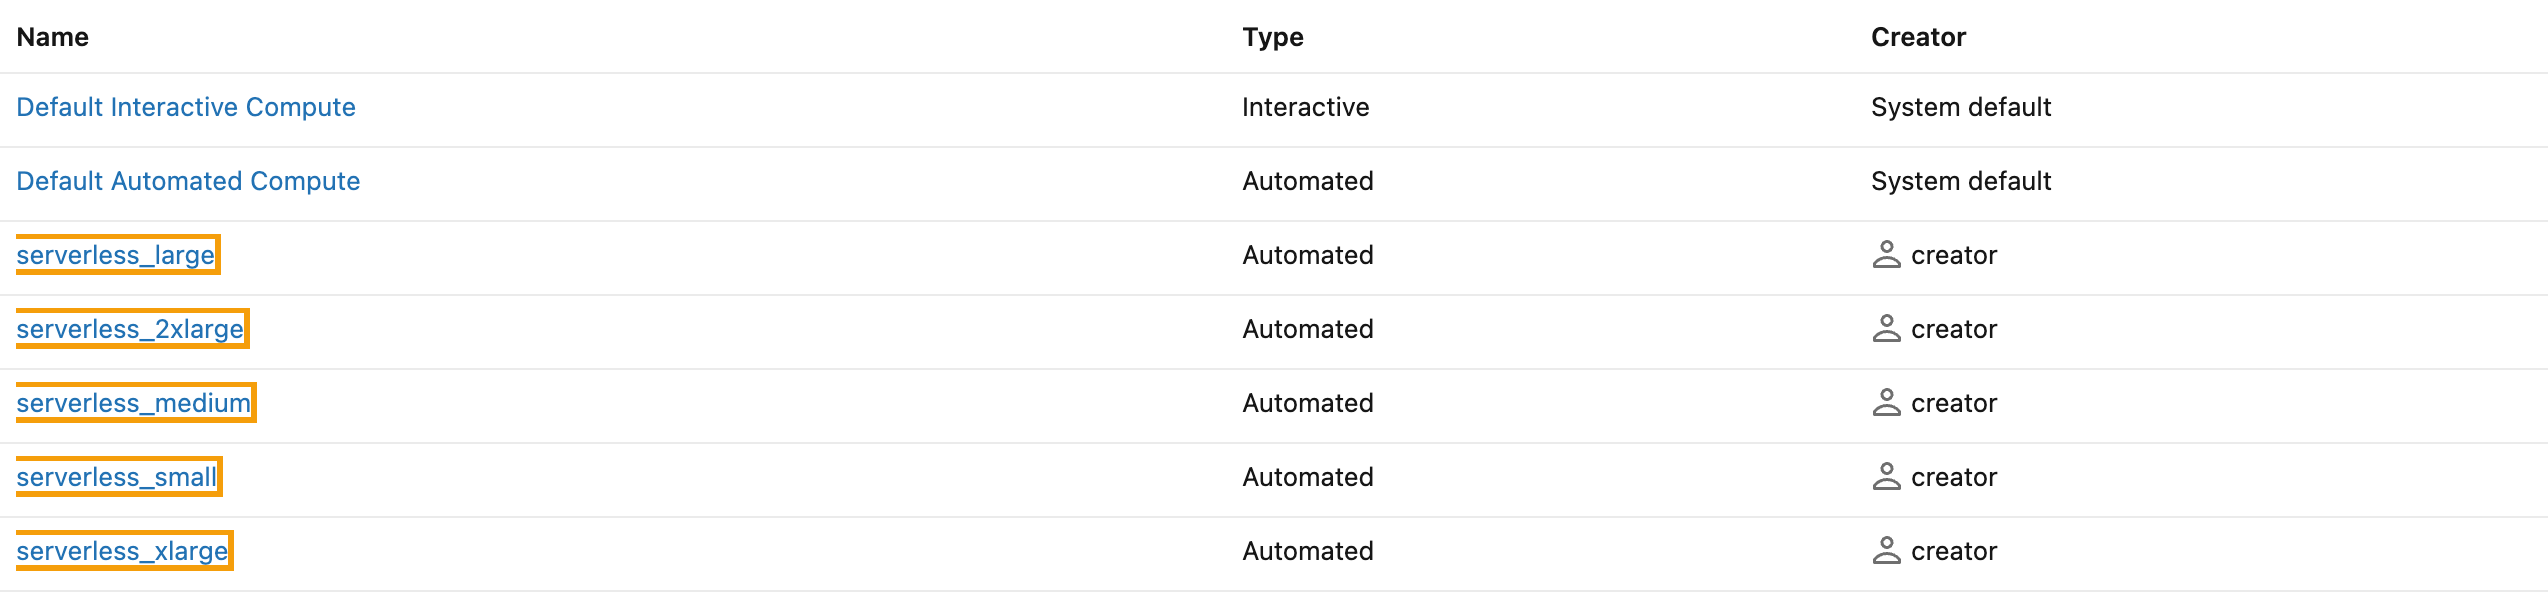 Name Type Creator
Default Interactive Compute Interactive System default
Default Automated Compute Automated System default
serverless_large Automated creator
serverless_2xlarge Automated creator
serverless_medium Automated creator
serverless_small Automated creator
serverless_xlarge Automated creator